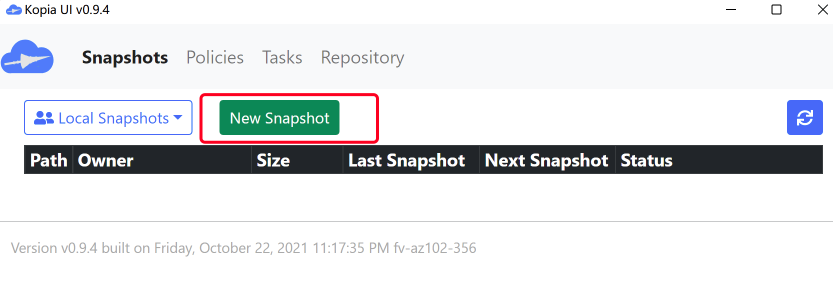 Kopia UI v0.9.4
Snapshots Policies Tasks Repository
Local Snapshots New Snapshot
Path Owner Size Last Snapshot Next Snapshot Status
Version v0.9.4 built on Friday, October 22, 2021 11:17:35 PM fv-az102-356